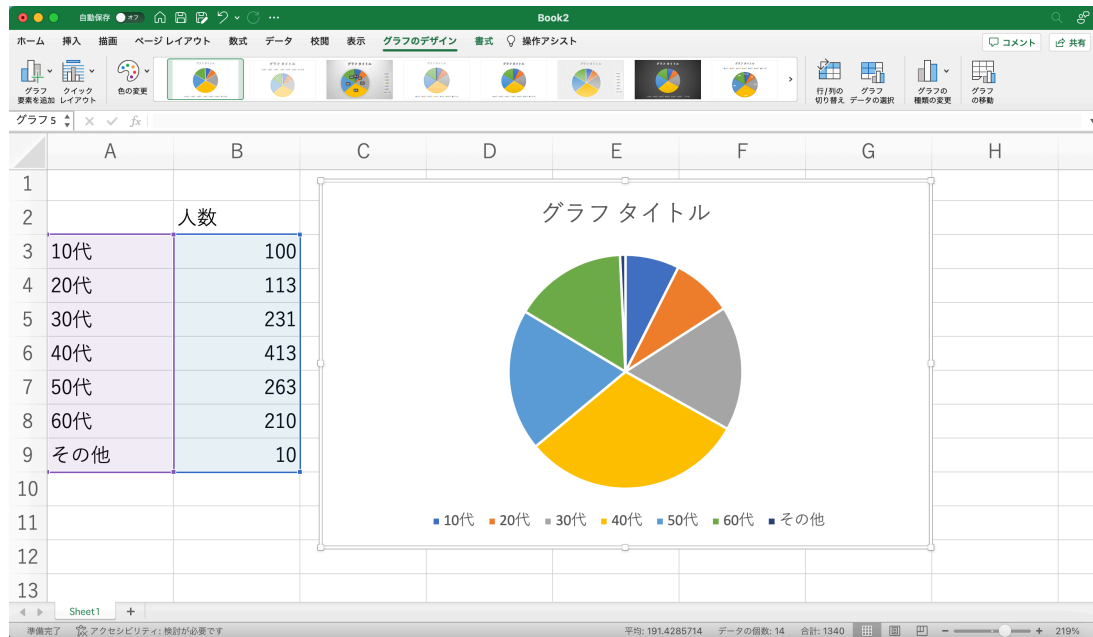 自動保存 オフ Book2
ホーム 挿入 描画 ページ レイアウト 数式 データ 校閲 表示 グラフのデザイン 書式 操作アシスト コメント 共有
グラフ要素を追加
クイックレイアウト
色の変更
行/列の切り替え
グラフデータの選択
グラフの種類の変更
グラフの移動
グラフ 5 fx
A B C D E F G H
1
2 人数
3 10代 100
4 20代 113
5 30代 231
6 40代 413
7 50代 263
8 60代 210
9 その他 10
10
11
12
13
グラフ タイトル
10代 20代 30代 40代 50代 60代 その他
Sheet1 +
準備完了 アクセシビリティ: 検討が必要です 平均: 191.4285714 データの個数: 14 合計: 1340 219%